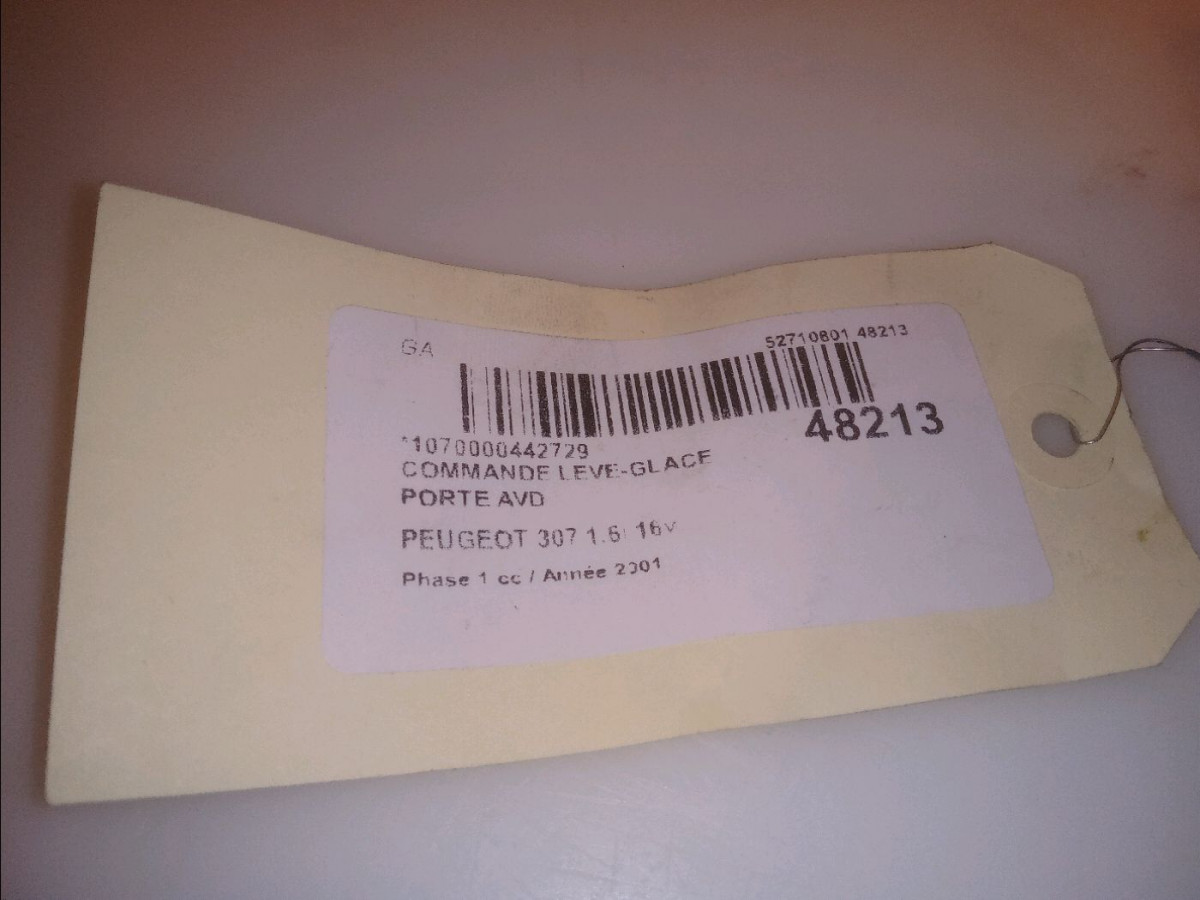 GA
52710801 48213
48213
*1070000442729
COMMANDE LEVE-GLACE
PORTE AVD
PEUGEOT 307 1.6i 16v
Phase 1 cc / Année 2001